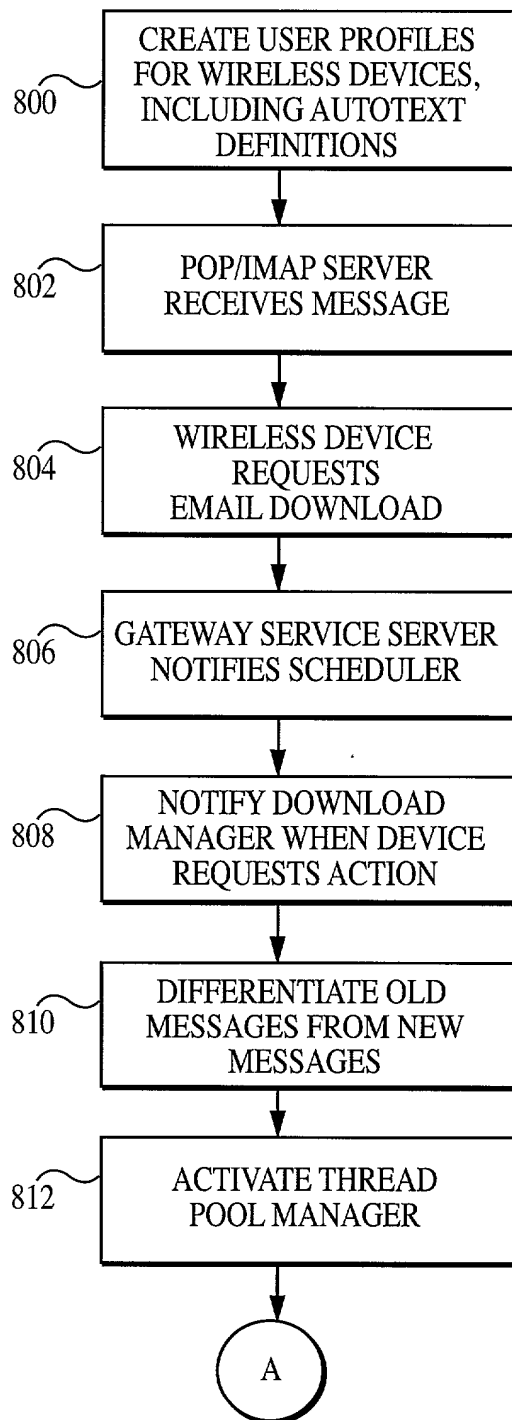 800
CREATE USER PROFILES
FOR WIRELESS DEVICES,
INCLUDING AUTOTEXT
DEFINITIONS
802
POP/IMAP SERVER
RECEIVES MESSAGE
804
WIRELESS DEVICE
REQUESTS
EMAIL DOWNLOAD
806
GATEWAY SERVICE SERVER
NOTIFIES SCHEDULER
808
NOTIFY DOWNLOAD
MANAGER WHEN DEVICE
REQUESTS ACTION
810
DIFFERENTIATE OLD
MESSAGES FROM NEW
MESSAGES
812
ACTIVATE THREAD
POOL MANAGER
A